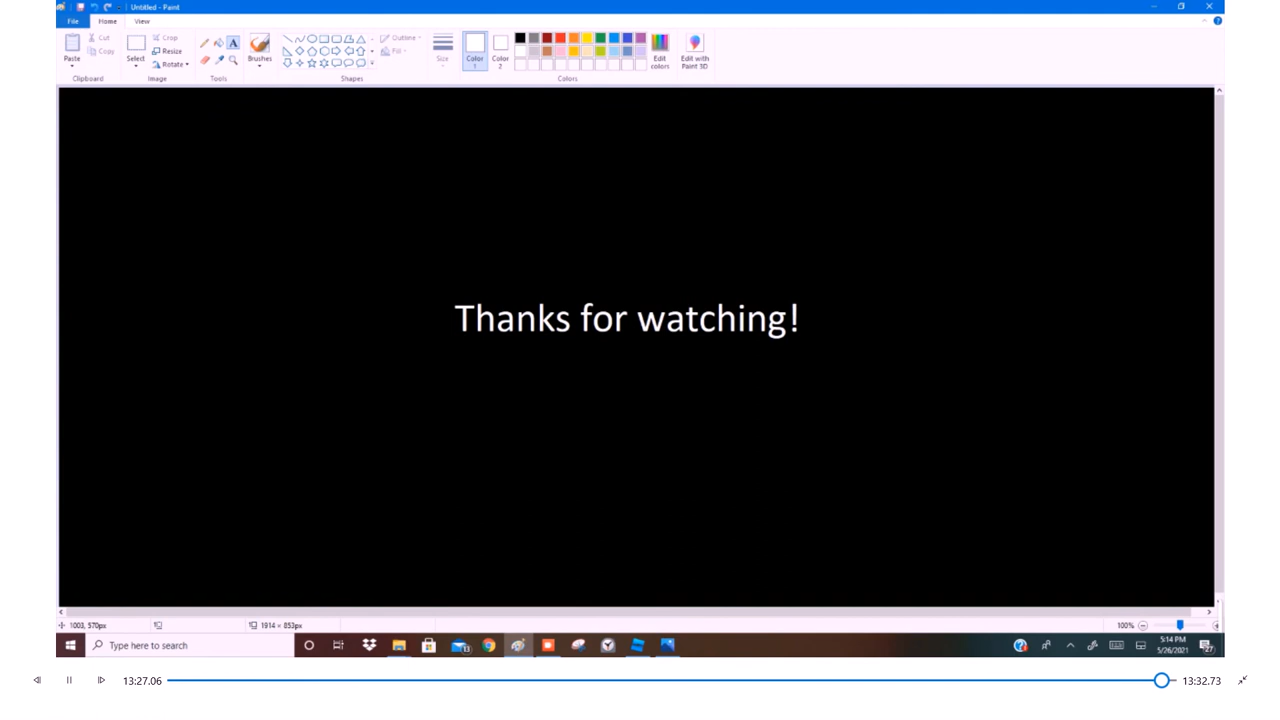 Untitled - Paint
File Home View
Paste
Cut
Copy
Clipboard
Select
Crop
Resize
Rotate
Image
A
Tools
Brushes
Shapes
Outline
Fill
Size
Color 1
Color 2
Colors
Edit colors
Edit with Paint 3D
Thanks for watching!
1003, 570px
1914 × 853px
100%
Type here to search
13
5:14 PM
5/26/2021
27
13:27.06
13:32.73